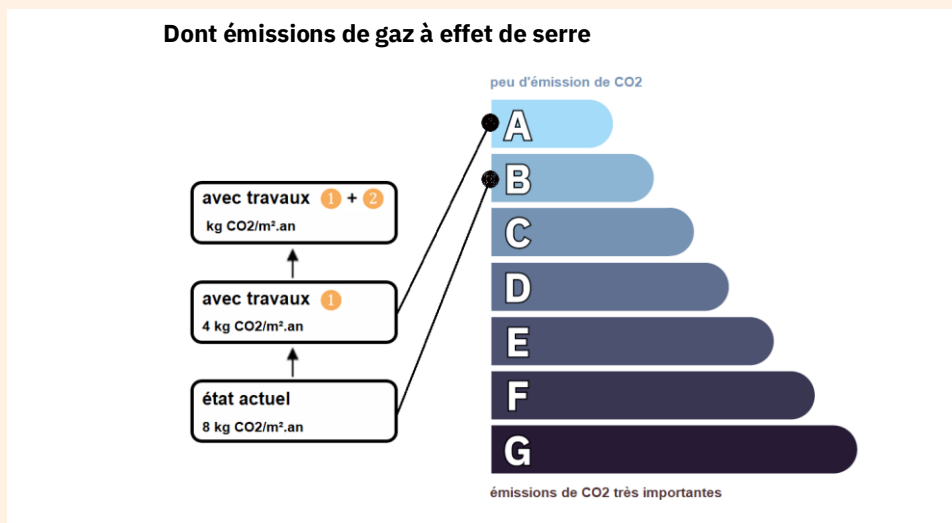 Dont émissions de gaz à effet de serre
peu d'émission de CO2
A
B
C
D
E
F
G
émissions de CO2 très importantes
avec travaux 1 + 2
kg CO2/m².an
avec travaux 1
4 kg CO2/m².an
état actuel
8 kg CO2/m².an